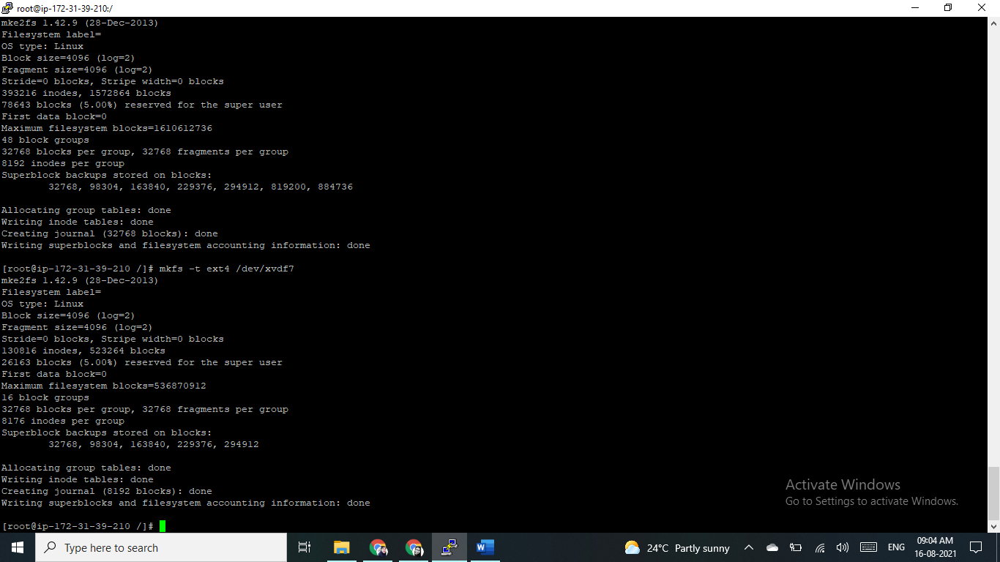 root@ip-172-31-39-210:/
mke2fs 1.42.9 (28-Dec-2013)
Filesystem label=
OS type: Linux
Block size=4096 (log=2)
Fragment size=4096 (log=2)
Stride=0 blocks, Stripe width=0 blocks
393216 inodes, 1572864 blocks
78643 blocks (5.00%) reserved for the super user
First data block=0
Maximum filesystem blocks=1610612736
48 block groups
32768 blocks per group, 32768 fragments per group
8192 inodes per group
Superblock backups stored on blocks:
32768, 98304, 163840, 229376, 294912, 819200, 884736
Allocating group tables: done
Writing inode tables: done
Creating journal (32768 blocks): done
Writing superblocks and filesystem accounting information: done
[root@ip-172-31-39-210 /]# mkfs -t ext4 /dev/xvdf7
mke2fs 1.42.9 (28-Dec-2013)
Filesystem label=
OS type: Linux
Block size=4096 (log=2)
Fragment size=4096 (log=2)
Stride=0 blocks, Stripe width=0 blocks
130816 inodes, 523264 blocks
26163 blocks (5.00%) reserved for the super user
First data block=0
Maximum filesystem blocks=536870912
16 block groups
32768 blocks per group, 32768 fragments per group
8176 inodes per group
Superblock backups stored on blocks:
32768, 98304, 163840, 229376, 294912
Allocating group tables: done
Writing inode tables: done
Creating journal (8192 blocks): done
Writing superblocks and filesystem accounting information: done
[root@ip-172-31-39-210 /]#
Activate Windows
Go to Settings to activate Windows.
Type here to search
W
24°C Partly sunny
ENG
09:04 AM
16-08-2021